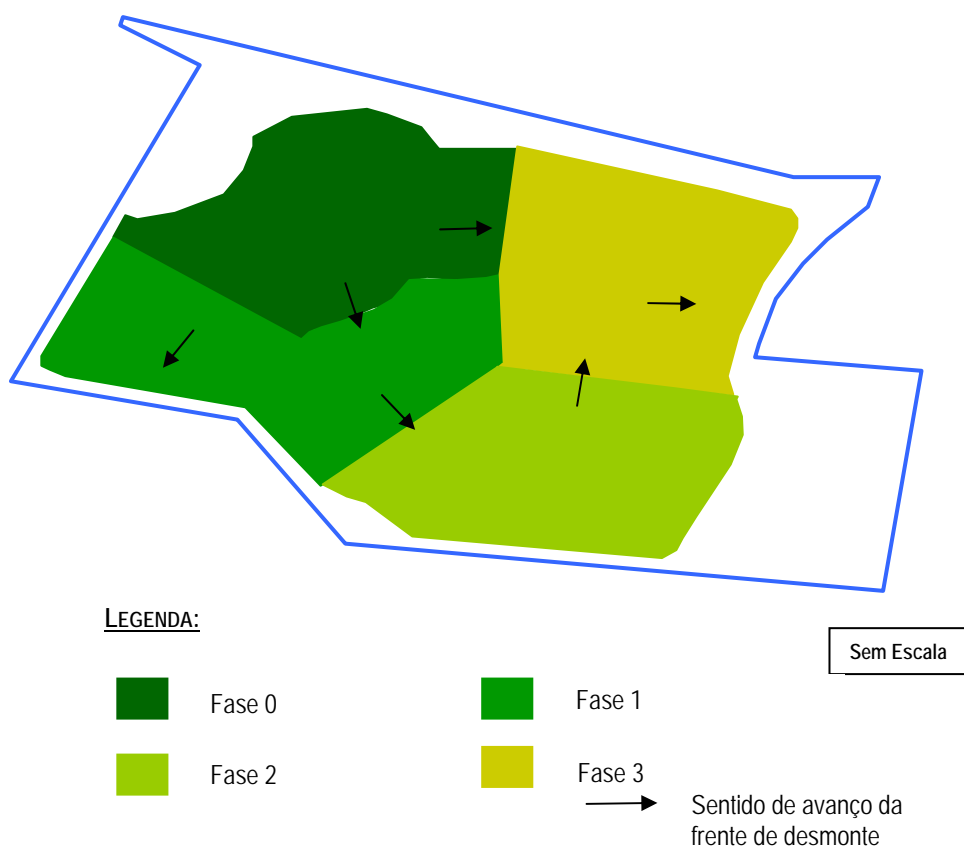 LEGENDA:
Sem Escala
Fase 0
Fase 1
Fase 2
Fase 3
Sentido de avanço da
frente de desmonte